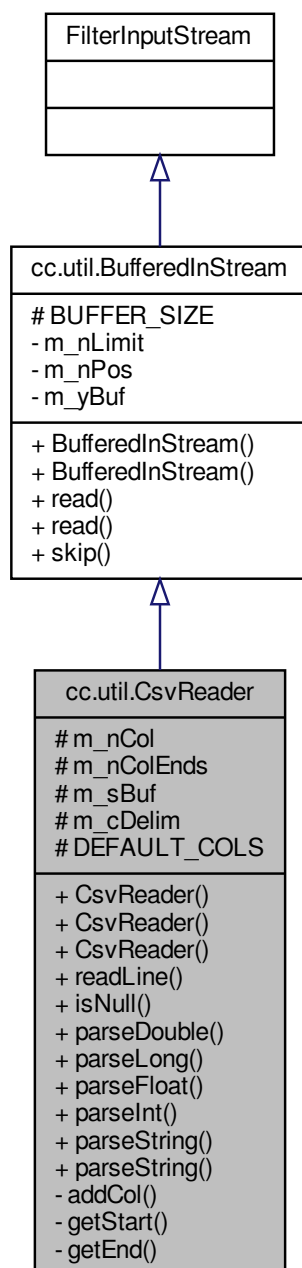 FilterInputStream
cc.util.BufferedInStream
# BUFFER_SIZE
- m_nLimit
- m_nPos
- m_yBuf
+ BufferedInStream()
+ BufferedInStream()
+ read()
+ read()
+ skip()
cc.util.CsvReader
# m_nCol
# m_nColEnds
# m_sBuf
# m_cDelim
# DEFAULT_COLS
+ CsvReader()
+ CsvReader()
+ CsvReader()
+ readLine()
+ isNull()
+ parseDouble()
+ parseLong()
+ parseFloat()
+ parseInt()
+ parseString()
+ parseString()
- addCol()
- getStart()
- getEnd()